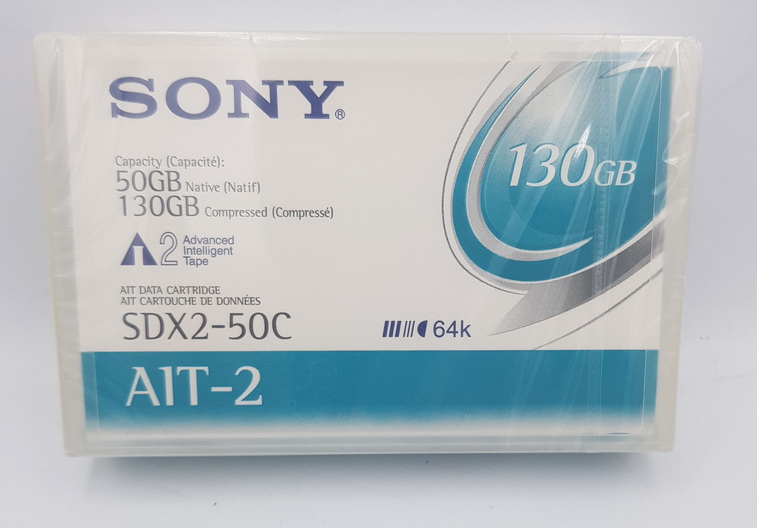 SONY®
130GB
Capacity (Capacité):
50GB Native (Natif)
130GB Compressed (Compressé)
2 Advanced
Intelligent
Tape
AIT DATA CARTRIDGE
AIT CARTOUCHE DE DONNÉES
SDX2-50C
64k
AIT-2